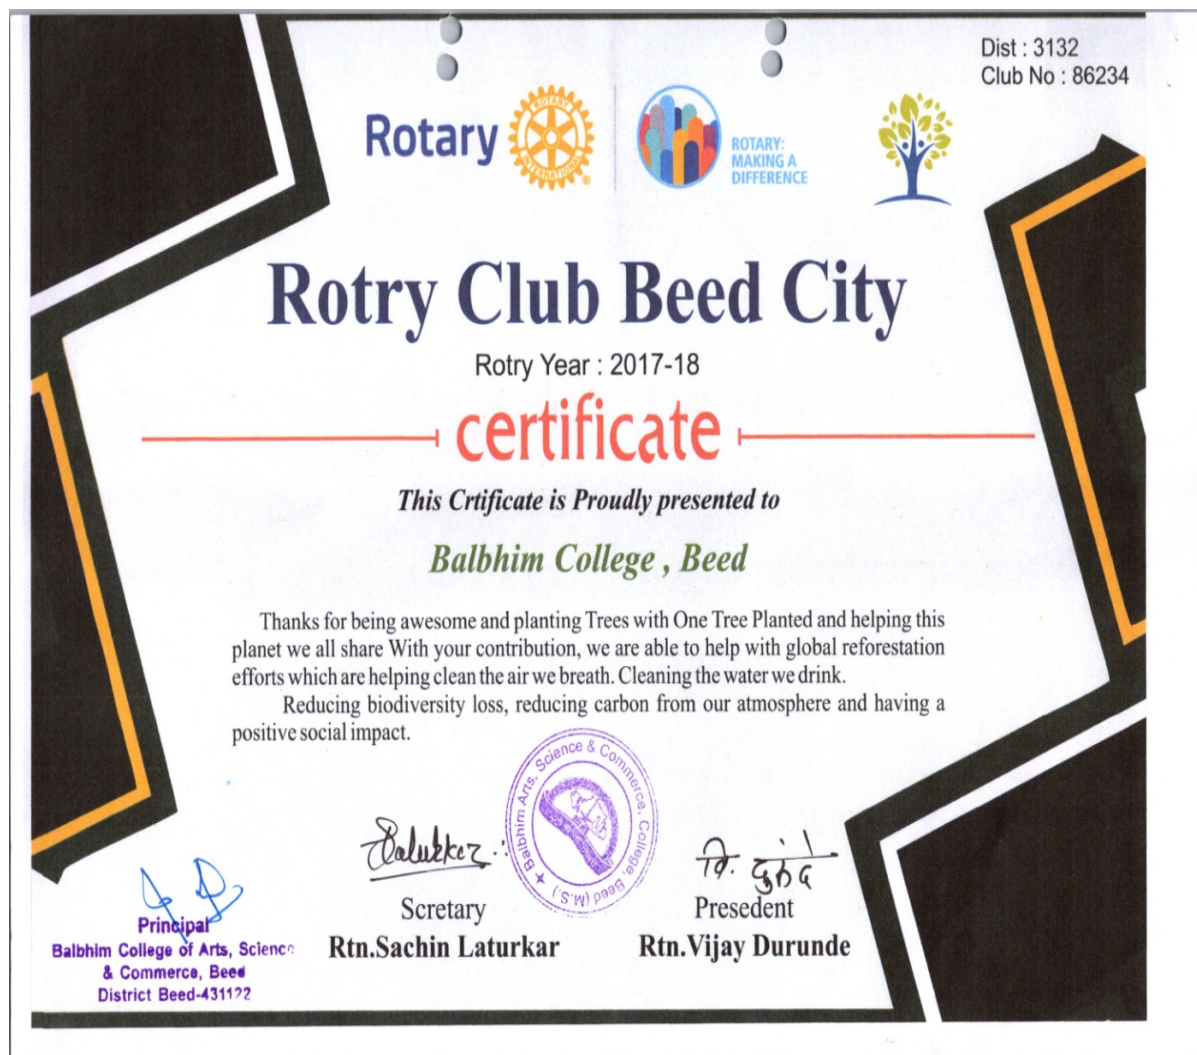 Dist : 3132
Club No : 86234
Rotary
ROTARY
INTERNATIONAL
ROTARY:
MAKING A
DIFFERENCE
Rotry Club Beed City
Rotry Year : 2017-18
certificate
This Crtificate is Proudly presented to
Balbhim College , Beed
Thanks for being awesome and planting Trees with One Tree Planted and helping this
planet we all share With your contribution, we are able to help with global reforestation
efforts which are helping clean the air we breath. Cleaning the water we drink.
Reducing biodiversity loss, reducing carbon from our atmosphere and having a
positive social impact.
Balbhim Arts, Science & Commerce, College, Beed (M.S.)
वि. दुरुंदे
Scretary
Presedent
Rtn.Sachin Laturkar
Rtn.Vijay Durunde
Principal
Balbhim College of Arts, Science
& Commerce, Beed
District Beed-431122